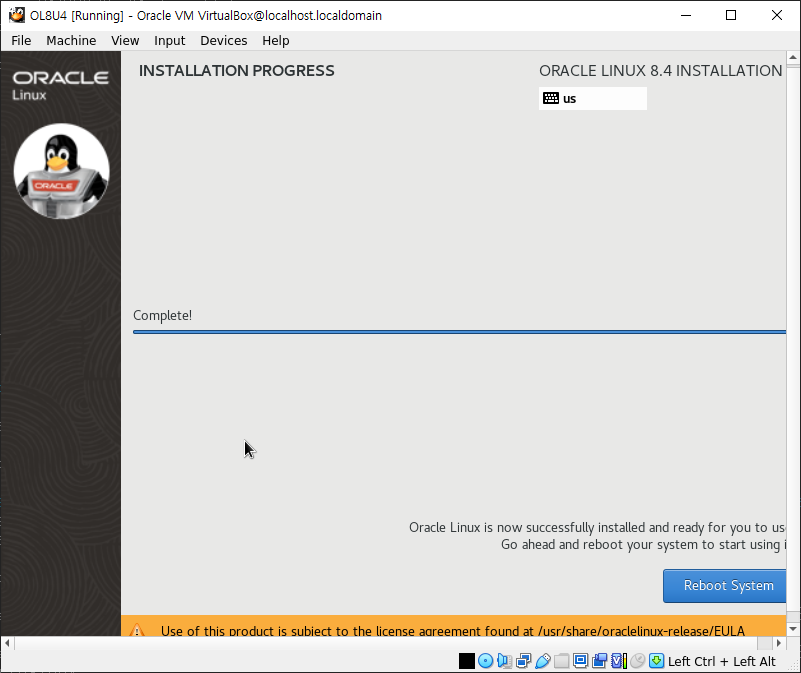 OL8U4 [Running] - Oracle VM VirtualBox@localhost.localdomain
File Machine View Input Devices Help
ORACLE
Linux
ORACLE
INSTALLATION PROGRESS
ORACLE LINUX 8.4 INSTALLATION
us
Complete!
Oracle Linux is now successfully installed and ready for you to us
Go ahead and reboot your system to start using i
Reboot System
Use of this product is subject to the license agreement found at /usr/share/oraclelinux-release/EULA
Left Ctrl + Left Alt